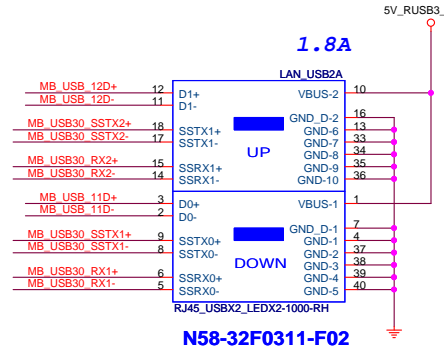 5V_RUSB3_
1.8A
LAN_USB2A
MB_USB_12D+ 12 D1+ VBUS-2 10
MB_USB_12D- 11 D1-
GND_D-2 16
MB_USB30_SSTX2+ 18 SSTX1+ GND-6 13
MB_USB30_SSTX2- 17 SSTX1- GND-7 33
UP GND-8 34
MB_USB30_RX2+ 15 SSRX1+ GND-9 35
MB_USB30_RX2- 14 SSRX1- GND-10 36
MB_USB_11D+ 3 D0+ VBUS-1 1
MB_USB_11D- 2 D0-
GND_D-1 7
MB_USB30_SSTX1+ 9 SSTX0+ GND-1 4
MB_USB30_SSTX1- 8 SSTX0- GND-2 37
DOWN GND-3 38
MB_USB30_RX1+ 6 SSRX0+ GND-4 39
MB_USB30_RX1- 5 SSRX0- GND-5 40
RJ45_USBX2_LEDX2-1000-RH
N58-32F0311-F02